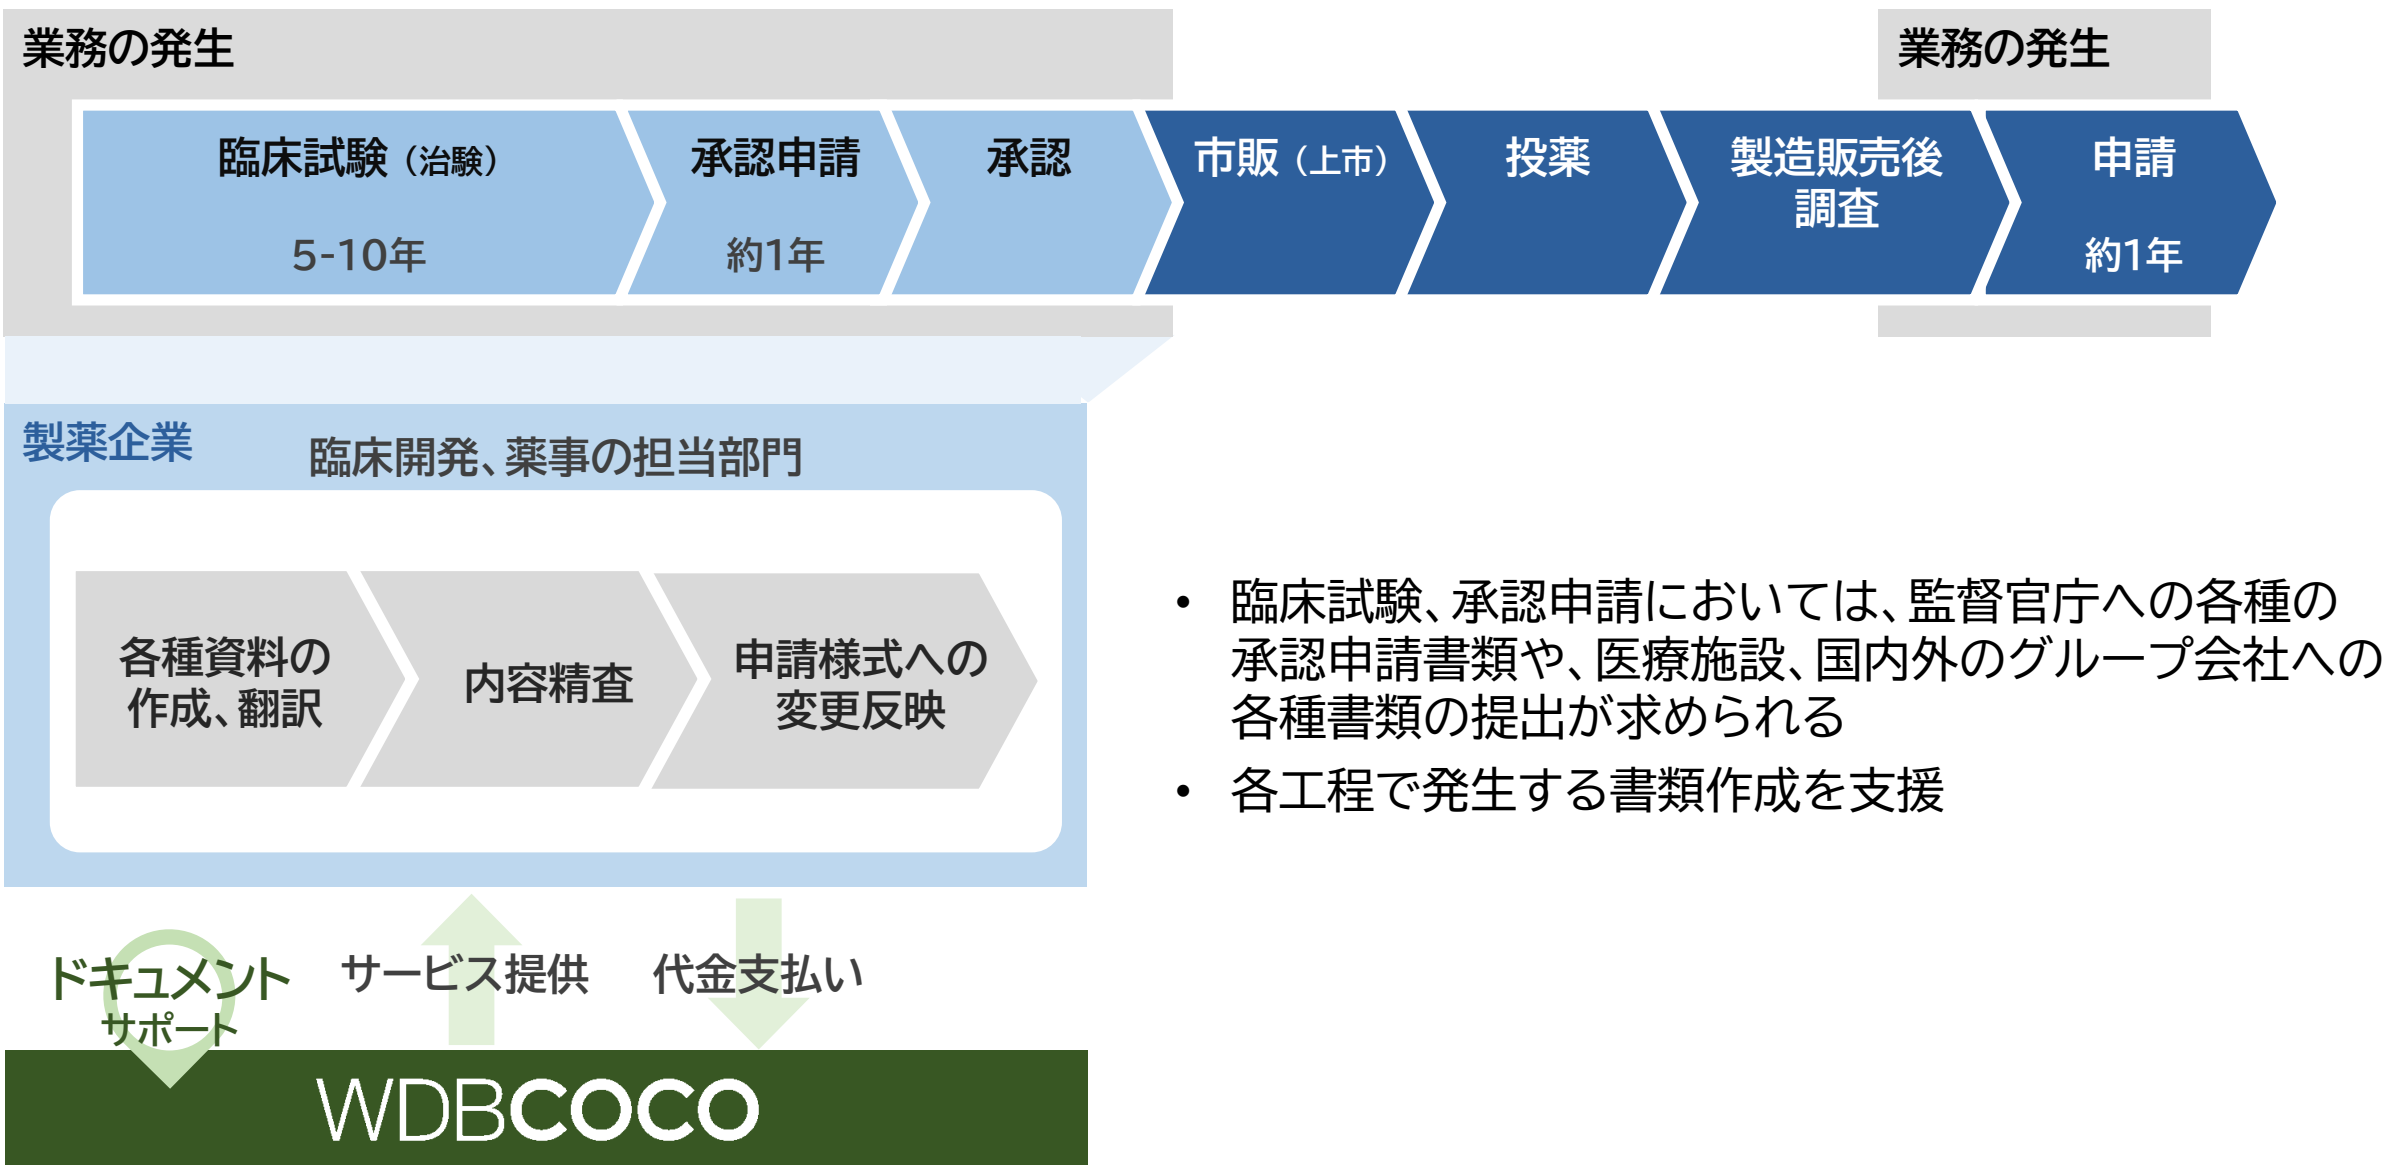 業務の発生
業務の発生
臨床試験（治験）
5-10年
承認申請
約1年
承認
市販（上市）
投薬
製造販売後
調査
申請
約1年
製薬企業
臨床開発、薬事の担当部門
各種資料の
作成、翻訳
内容精査
申請様式への
変更反映
• 臨床試験、承認申請においては、監督官庁への各種の
承認申請書類や、医療施設、国内外のグループ会社への
各種書類の提出が求められる
• 各工程で発生する書類作成を支援
ドキュメント
サポート
サービス提供
代金支払い
WDBCOCO